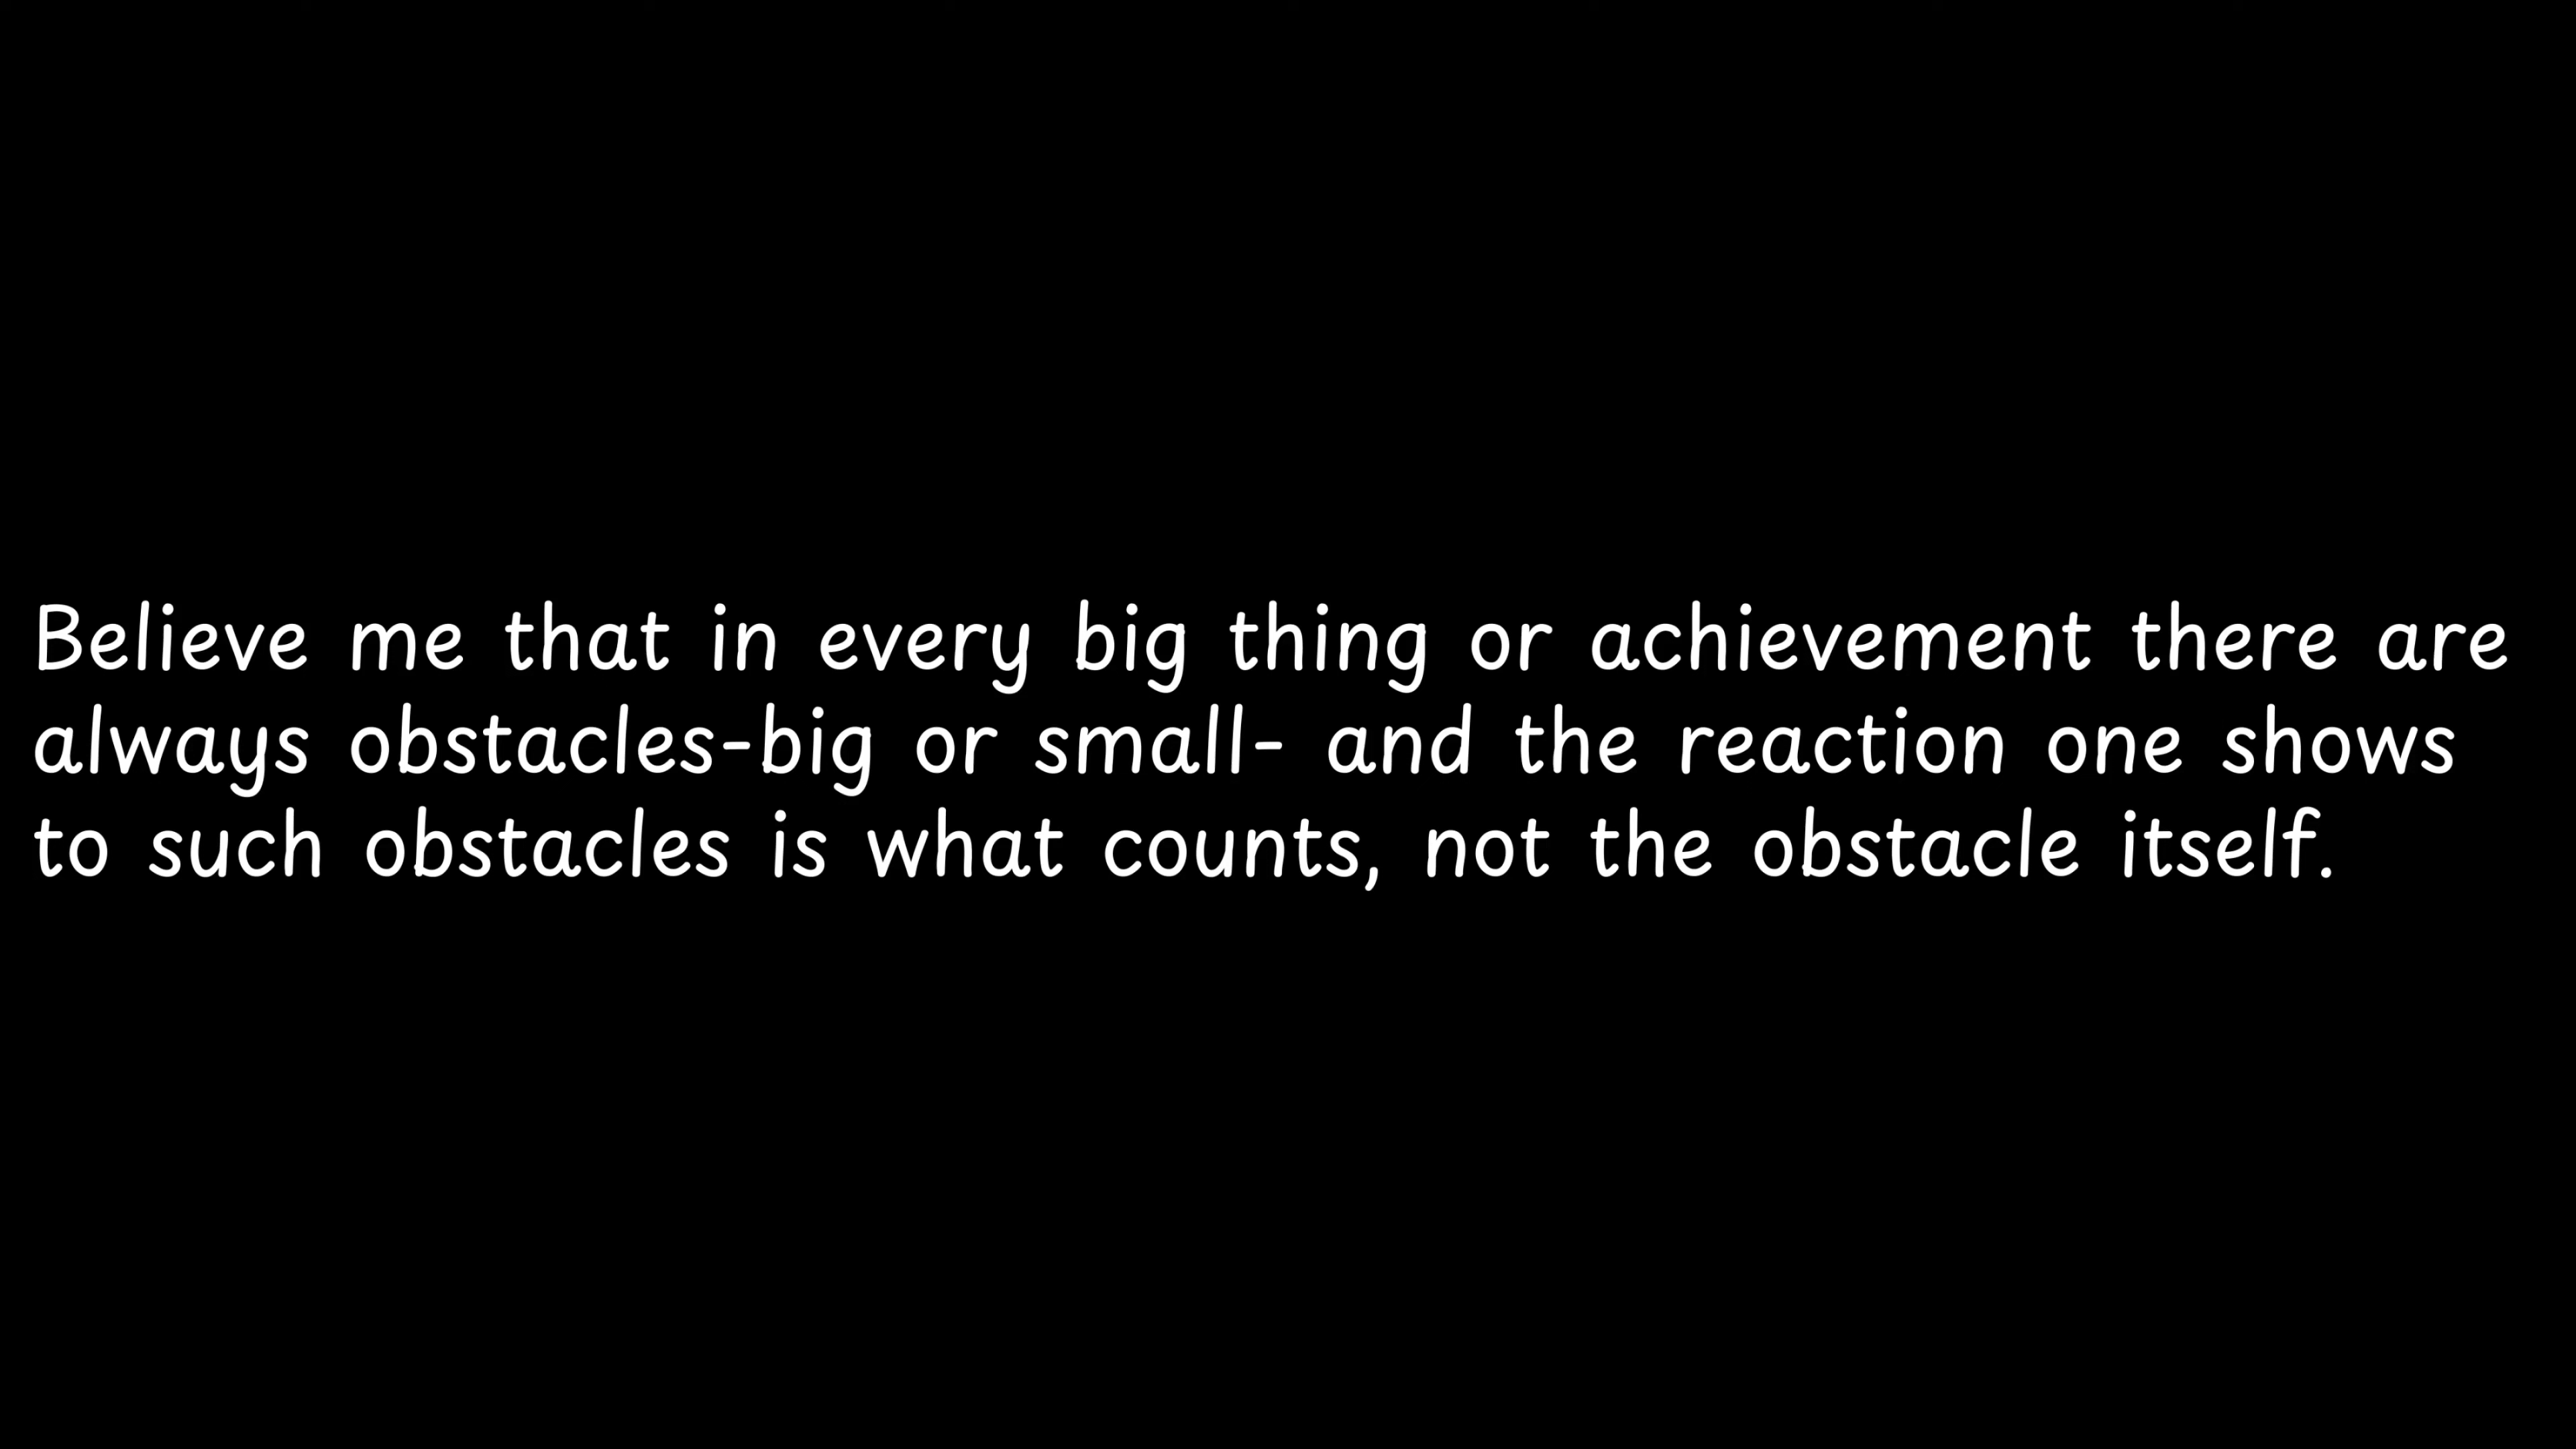 Believe me that in every big thing or achievement there are
always obstacles-big or small- and the reaction one shows
to such obstacles is what counts, not the obstacle itself.